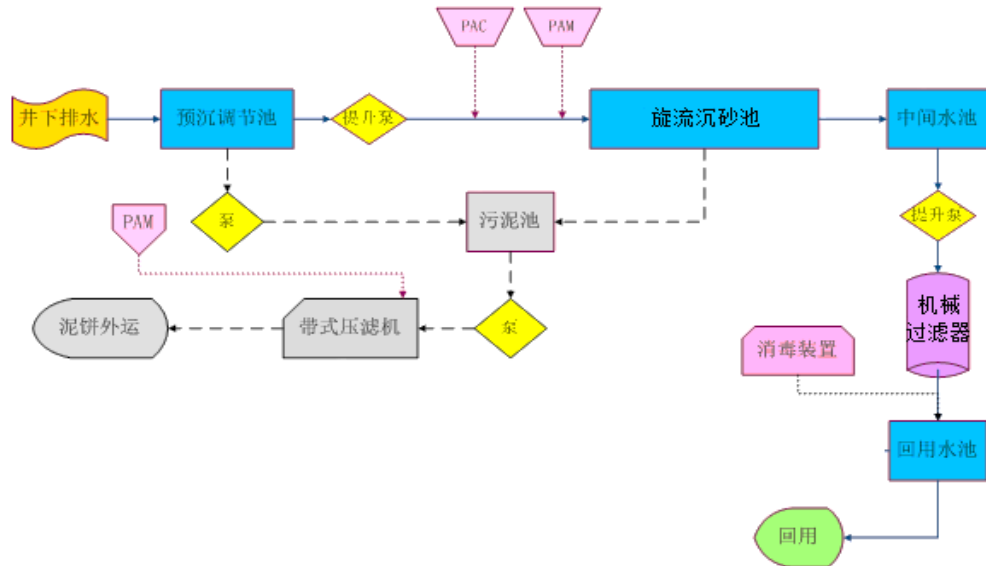 PAC
PAM
井下排水
预沉调节池
提升泵
旋流沉砂池
中间水池
PAM
泵
污泥池
提升泵
泥饼外运
带式压滤机
泵
机械
过滤器
消毒装置
回用水池
回用